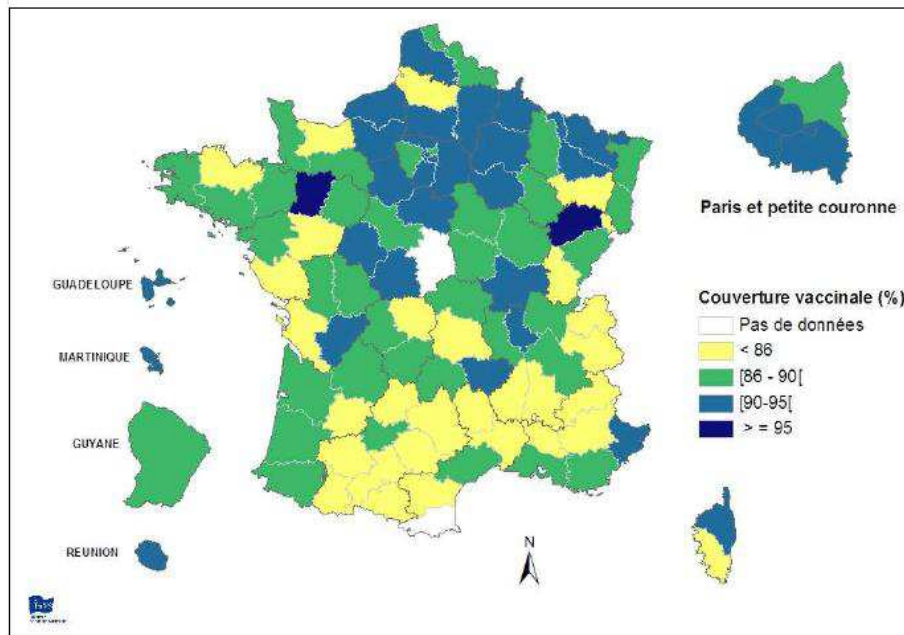 Paris et petite couronne
GUADELOUPE
MARTINIQUE
GUYANE
REUNION
Couverture vaccinale (%)
Pas de données
< 86
[86 - 90[
[90-95[
> = 95
N